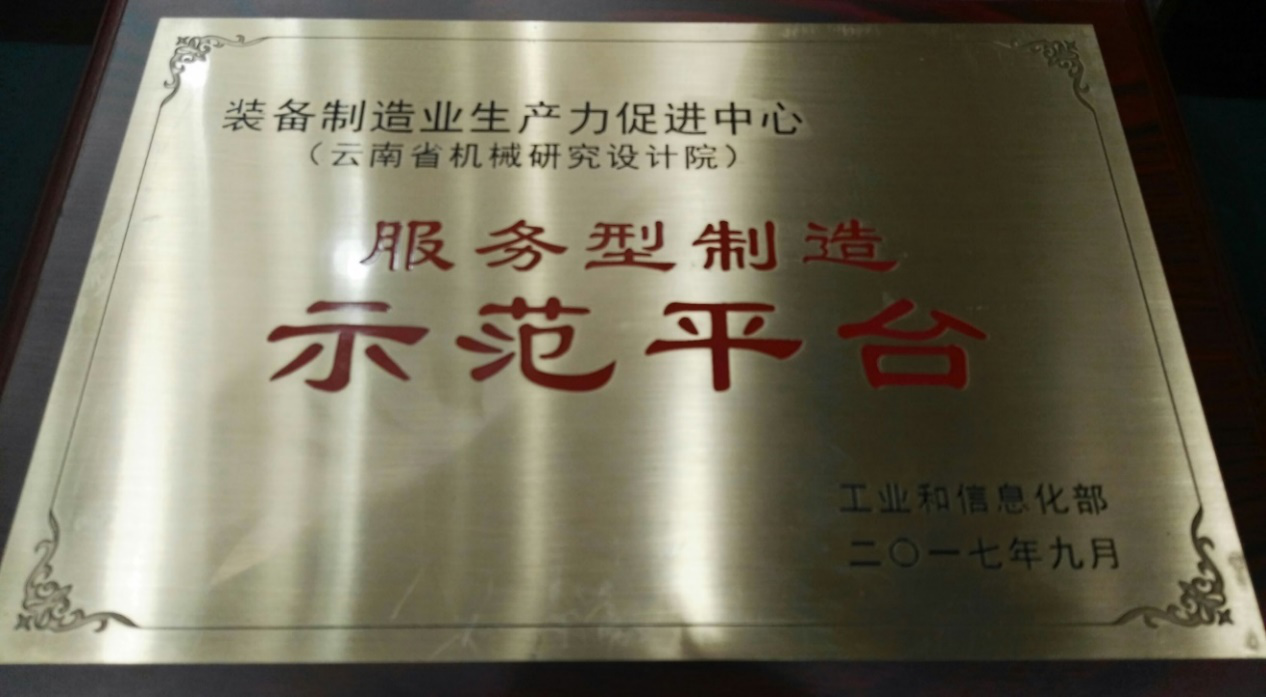 装备制造业生产力促进中心
（云南省机械研究设计院）
服务型制造
示范平台
工业和信息化部
二〇一七年九月